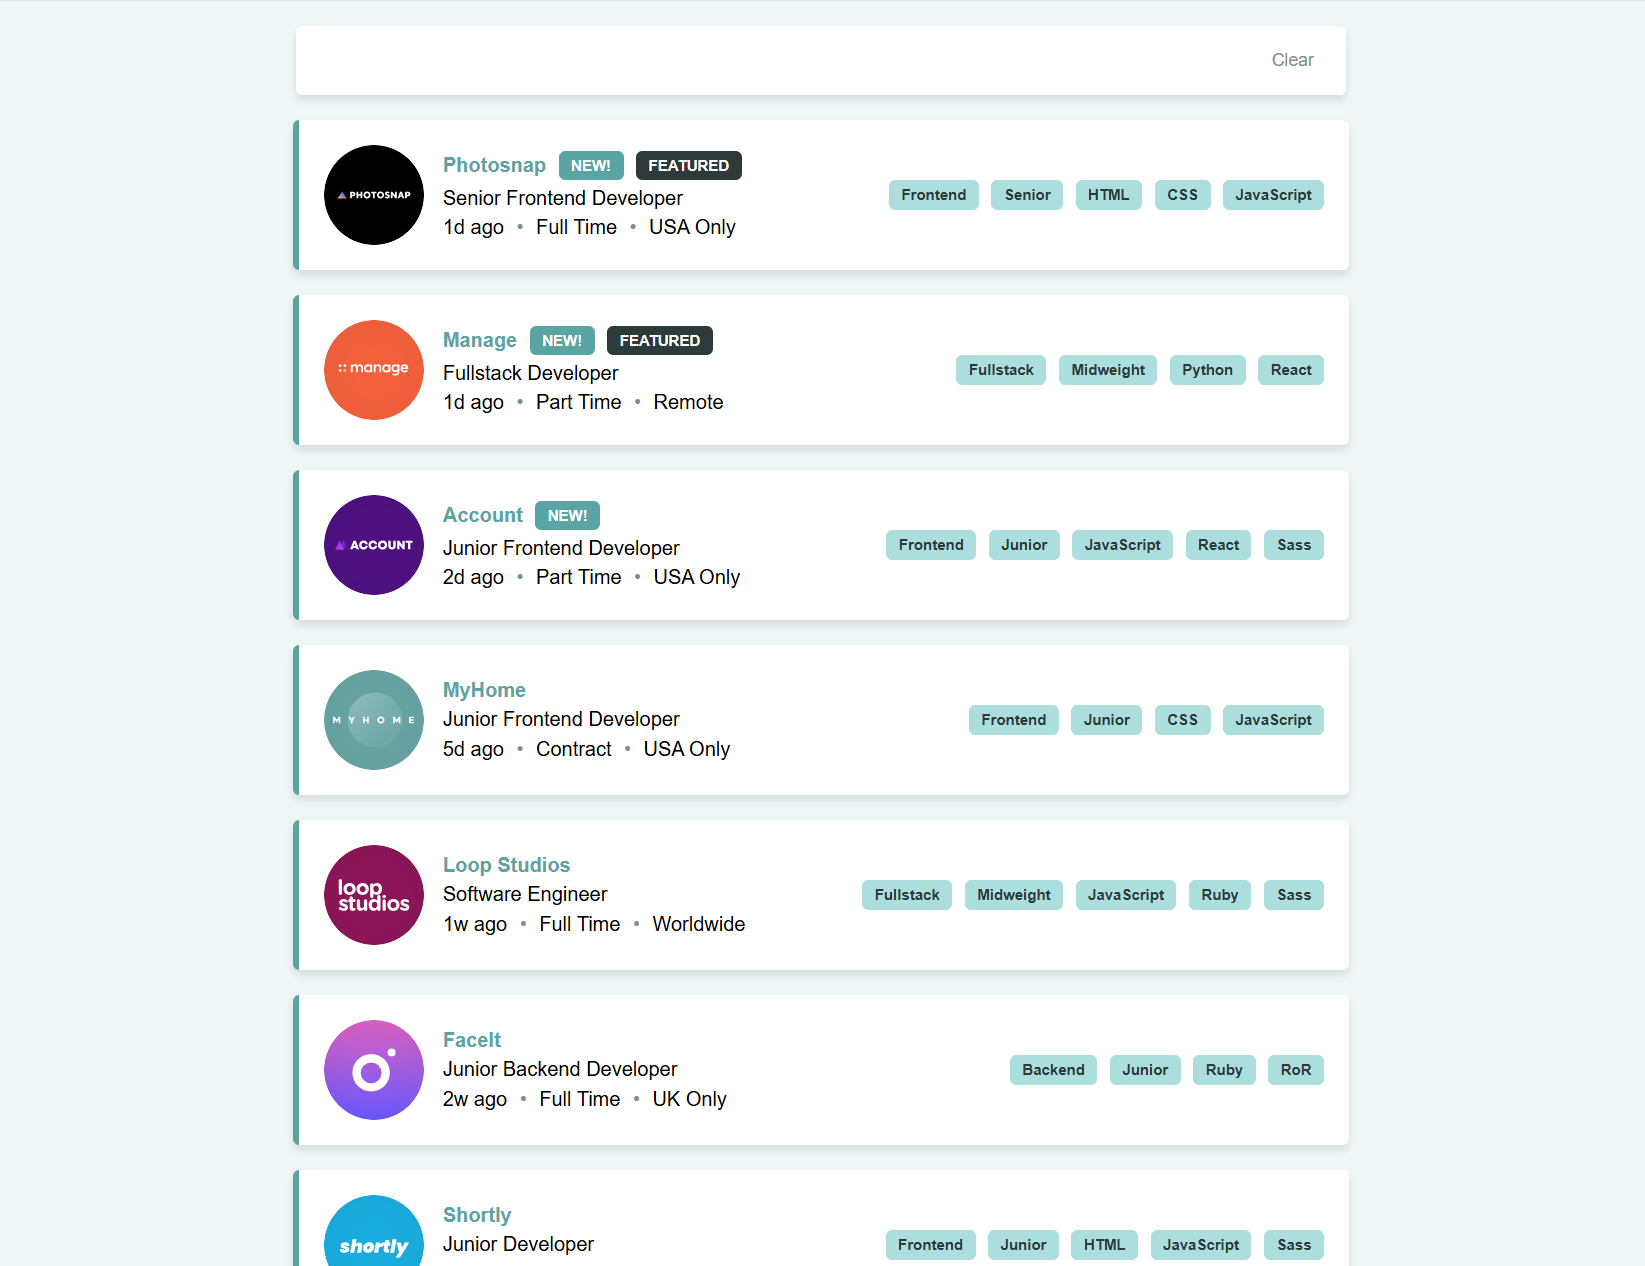 Clear
PHOTOSNAP
Photosnap NEW! FEATURED
Senior Frontend Developer
1d ago • Full Time • USA Only
Frontend Senior HTML CSS JavaScript
manage
Manage NEW! FEATURED
Fullstack Developer
1d ago • Part Time • Remote
Fullstack Midweight Python React
ACCOUNT
Account NEW!
Junior Frontend Developer
2d ago • Part Time • USA Only
Frontend Junior JavaScript React Sass
MYHOME
MyHome
Junior Frontend Developer
5d ago • Contract • USA Only
Frontend Junior CSS JavaScript
loop
studios
Loop Studios
Software Engineer
1w ago • Full Time • Worldwide
Fullstack Midweight JavaScript Ruby Sass
FaceIt
Junior Backend Developer
2w ago • Full Time • UK Only
Backend Junior Ruby RoR
shortly
Shortly
Junior Developer
Frontend Junior HTML JavaScript Sass